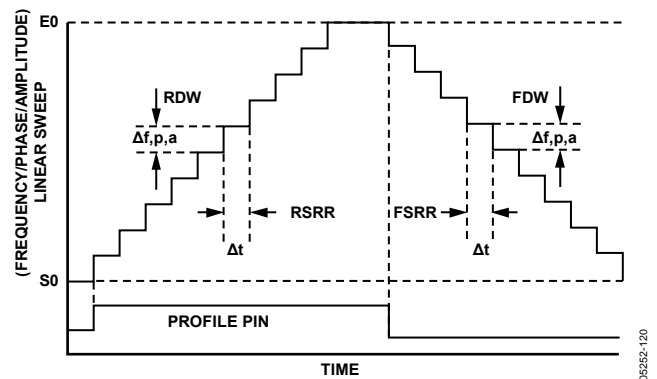 E0
(FREQUENCY/PHASE/AMPLITUDE)
LINEAR SWEEP
RDW
Δf,p,a
FDW
Δf,p,a
RSRR
FSRR
Δt
Δt
S0
PROFILE PIN
TIME
05252-120